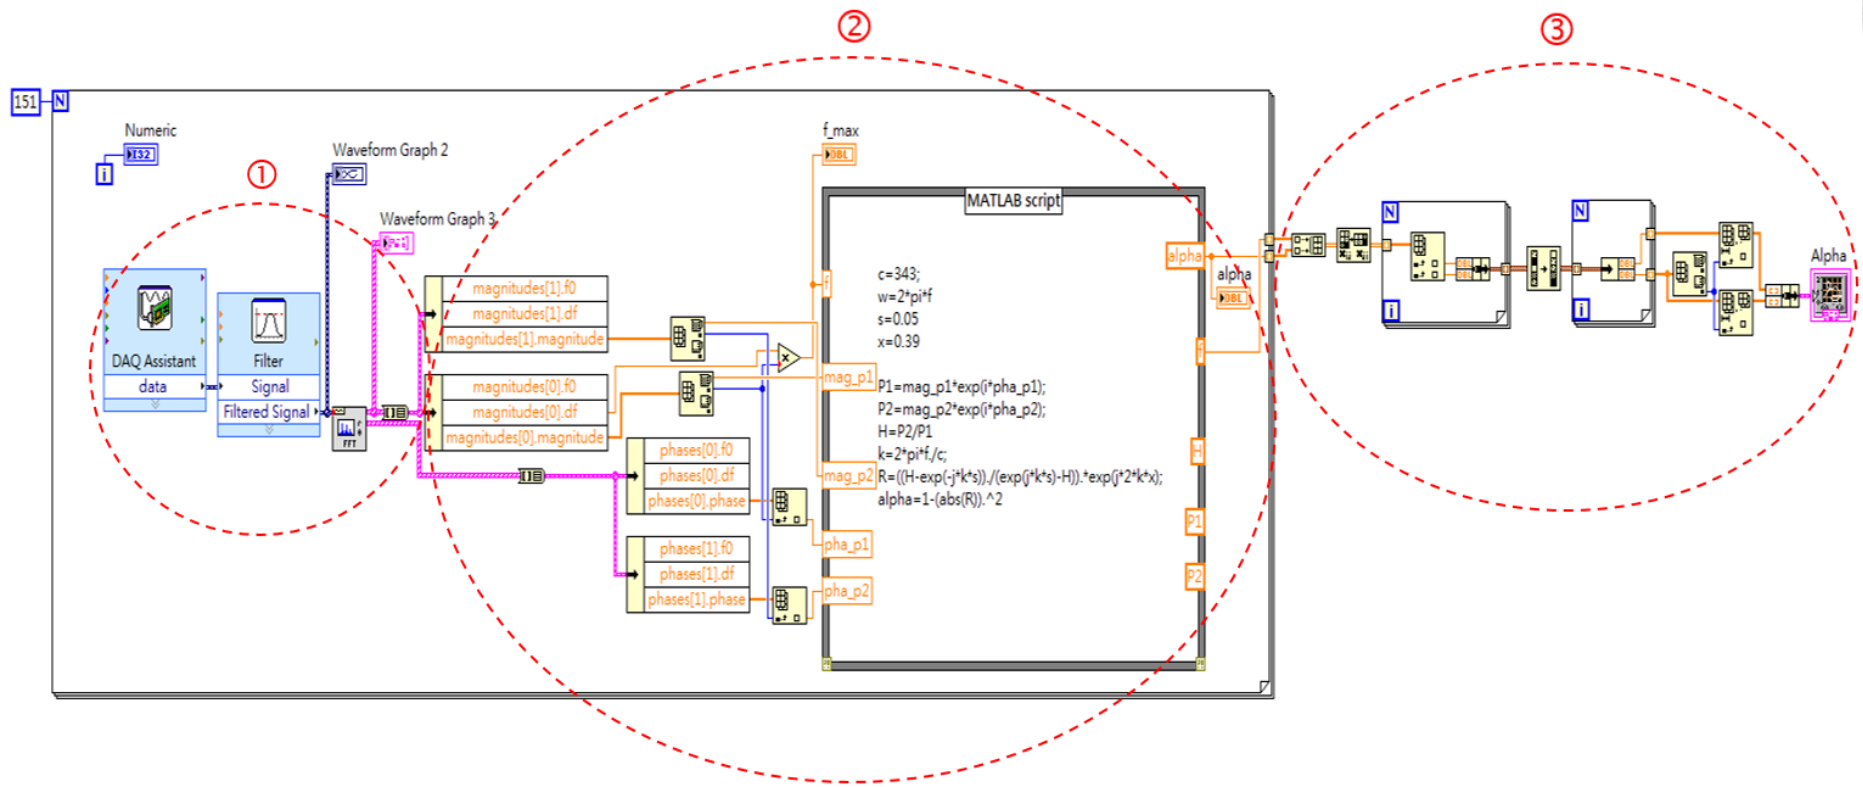 ①
②
③
151
N
Numeric
I32
i
Waveform Graph 2
Waveform Graph 3
DAQ Assistant
data
Filter
Signal
Filtered Signal
FFT
magnitudes[1].f0
magnitudes[1].df
magnitudes[1].magnitude
magnitudes[0].f0
magnitudes[0].df
magnitudes[0].magnitude
phases[0].f0
phases[0].df
phases[0].phase
phases[1].f0
phases[1].df
phases[1].phase
f_max
DBL
MATLAB script
f
mag_p1
mag_p2
pha_p1
pha_p2
c=343;
w=2*pi*f
s=0.05
x=0.39
P1=mag_p1*exp(i*pha_p1);
P2=mag_p2*exp(i*pha_p2);
H=P2/P1
k=2*pi*f./c;
R=((H-exp(-j*k*s))./(exp(j*k*s)-H)).*exp(j*2*k*x);
alpha=1-(abs(R)).^2
alpha
f
H
P1
P2
alpha
DBL
N
i
DBL
DBL
N
i
DBL
DBL
Alpha